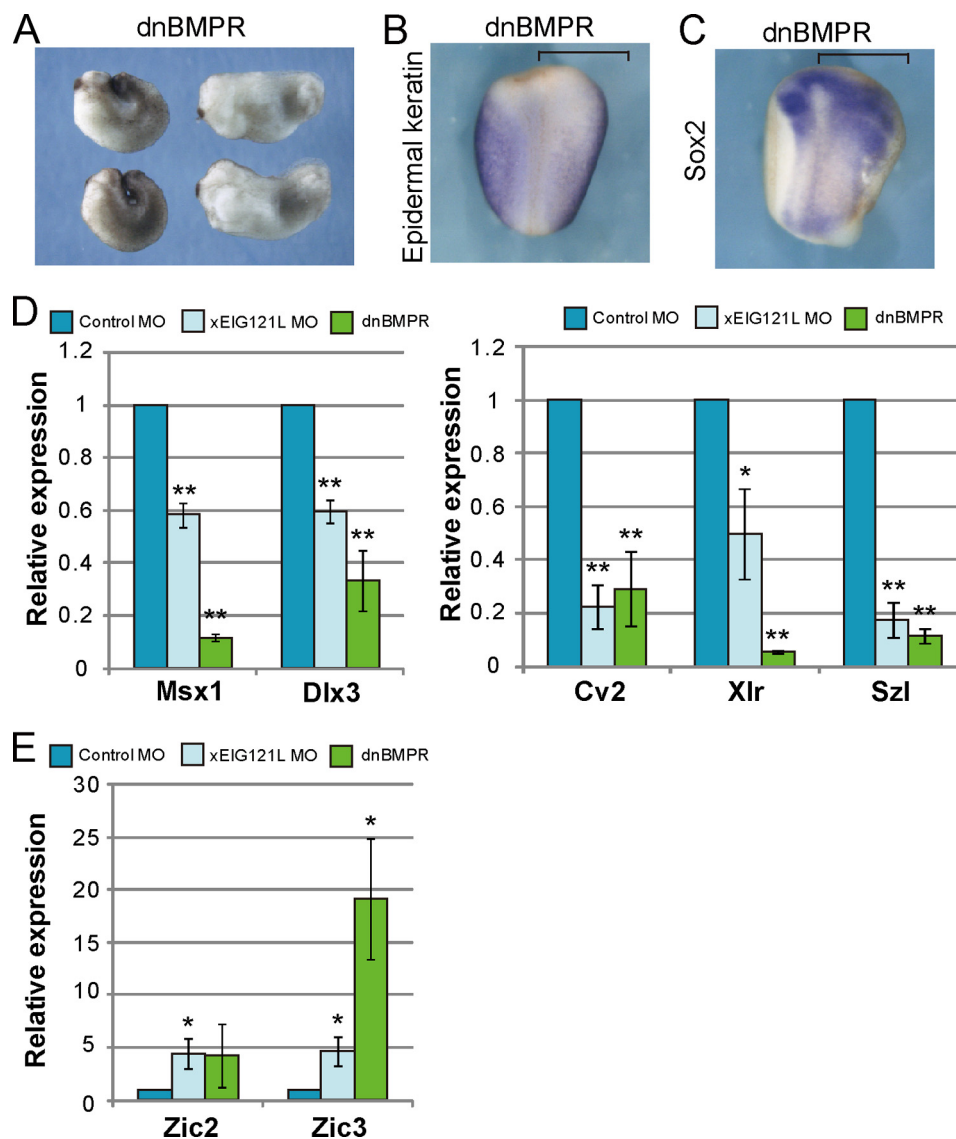 A
dnBMPR
B
dnBMPR
Epidermal keratin
C
dnBMPR
Sox2
D
Control MO xEIG121L MO dnBMPR
Relative expression
1.2
1
0.8
0.6
0.4
0.2
0
** ** ** **
Msx1 Dlx3
Control MO xEIG121L MO dnBMPR
Relative expression
1.2
1
0.8
0.6
0.4
0.2
0
** ** * ** ** **
Cv2 Xlr Szl
E
Control MO xEIG121L MO dnBMPR
Relative expression
30
25
20
15
10
5
0
* * *
Zic2 Zic3